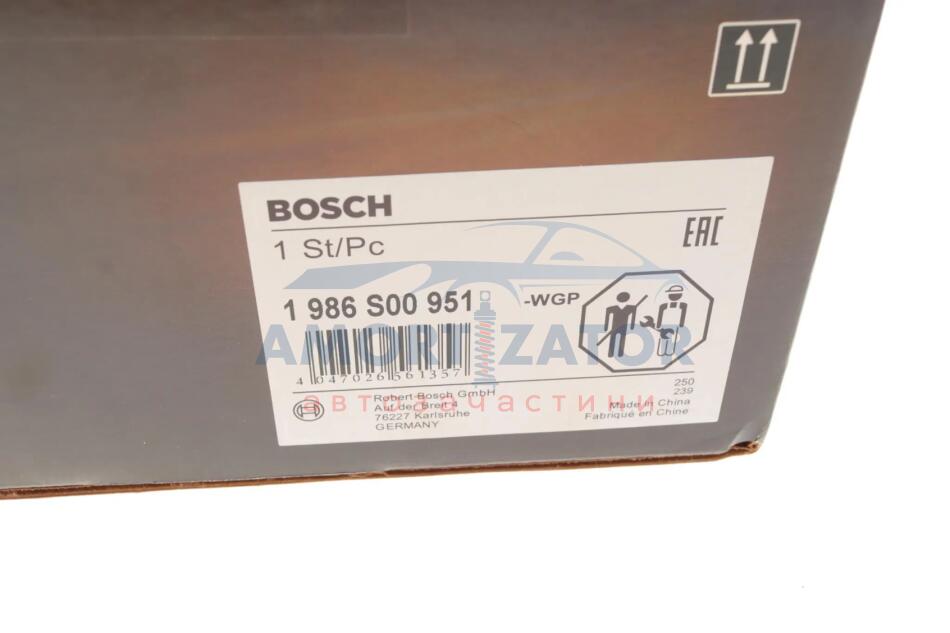 BOSCH
1 St/Pc
EAC
1 986 S00 951
-WGP
AMORTIZATOR
4 047026 561357
автозапчастини
Robert Bosch GmbH
Auf der Breit 4
76227 Karlsruhe
GERMANY
250
239
Made in China
Fabriqué en Chine